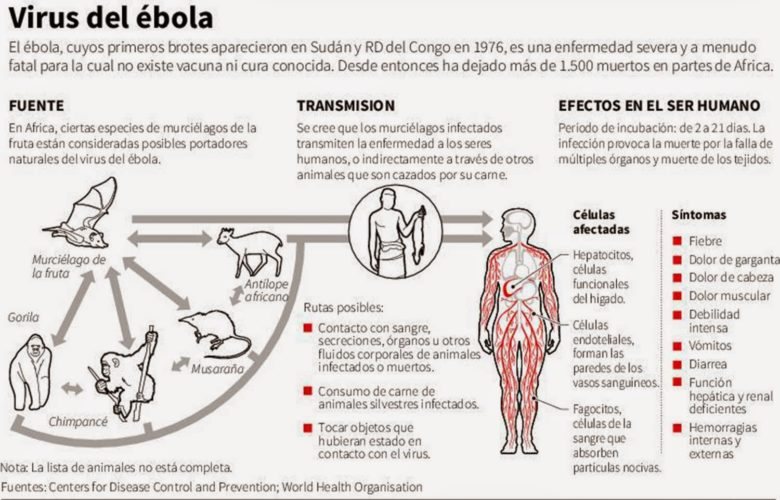 Virus del ébola
El ébola, cuyos primeros brotes aparecieron en Sudán y RD del Congo en 1976, es una enfermedad severa y a menudo
fatal para la cual no existe vacuna ni cura conocida. Desde entonces ha dejado más de 1.500 muertos en partes de Africa.
FUENTE
En Africa, ciertas especies de murciélagos de la
fruta están consideradas posibles portadores
naturales del virus del ébola.
TRANSMISION
Se cree que los murciélagos infectados
transmiten la enfermedad a los seres
humanos, o indirectamente a través de otros
animales que son cazados por su carne.
EFECTOS EN EL SER HUMANO
Periodo de incubación: de 2 a 21 dias. La
infección provoca la muerte por la falla de
múltiples órganos y muerte de los tejidos.
Murciélago de
la fruta
Antílope
africano
Gorila
Musaraña
Chimpancé
Rutas posibles:
Contacto con sangre,
secreciones, órganos u otros
fluidos corporales de animales
infectados o muertos.
Consumo de carne de
animales silvestres infectados.
Tocar objetos que
hubieran estado en
contacto con el virus.
Células
afectadas
Hepatocitos,
células
funcionales
del higado.
Células
endoteliales,
forman las
paredes de los
vasos sanguineos.
Fagocitos,
células de la
sangre que
absorben
particulas nocivas.
Síntomas
Fiebre
Dolor de garganta
Dolor de cabeza
Dolor muscular
Debilidad
intensa
Vómitos
Diarrea
Función
hepática y renal
deficientes
Hemorragias
internas y
externas
Nota: La lista de animales no está completa.
Fuentes: Centers for Disease Control and Prevention; World Health Organisation